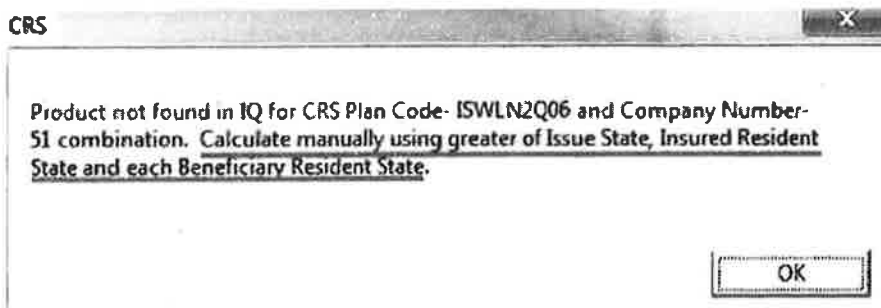 CRS
X
Product not found in IQ for CRS Plan Code- ISWLN2Q06 and Company Number-
51 combination. Calculate manually using greater of Issue State, Insured Resident
State and each Beneficiary Resident State.
OK